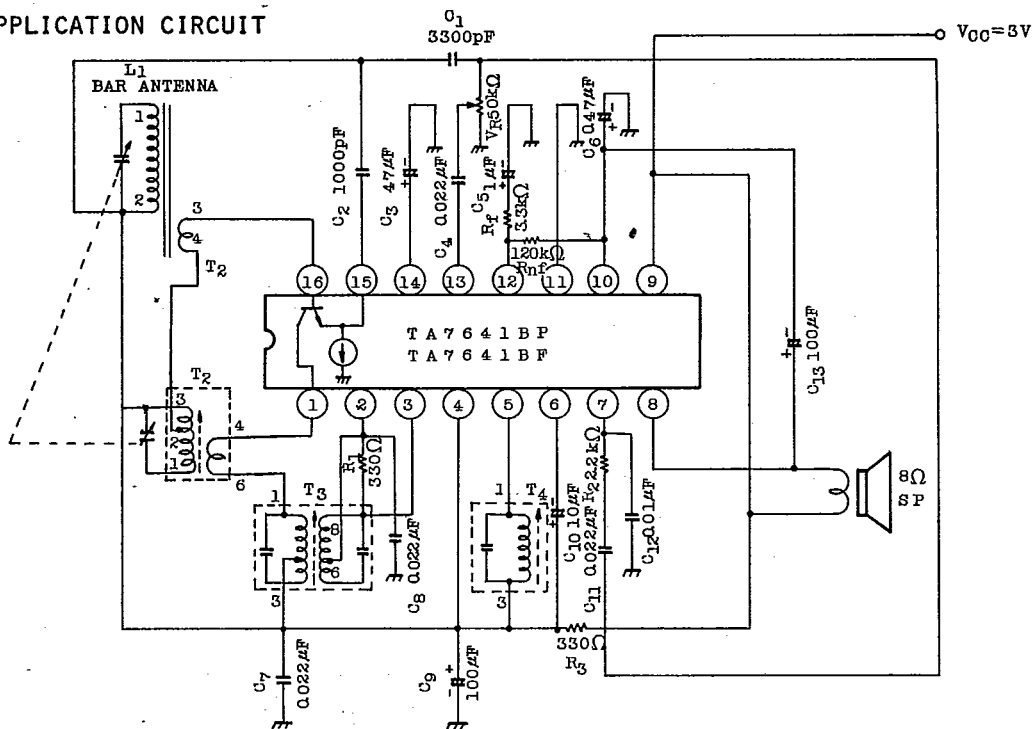 PPLICATION CIRCUIT
C1
3300pF
VCC=3V
L1
BAR ANTENNA
1
2
3
4
T2
C2 1000pF
C3 47μF
+
-
C4 0.022μF
VR50kΩ
C5 1μF
+
-
Rf 3.3kΩ
120kΩ
Rnf
C6 0.47μF
+
-
16
15
14
13
12
11
10
9
TA7641BP
TA7641BF
C13 100μF
+
-
1
2
3
4
5
6
7
8
T2
3
2
1
4
6
R1 330Ω
T3
1
3
8
6
C8 0.022μF
T4
1
3
C10 10μF
+
R2 2.2kΩ
C11 0.022μF
C12 0.01μF
8Ω
SP
330Ω
R3
C7 0.022μF
C9 100μF
+
-